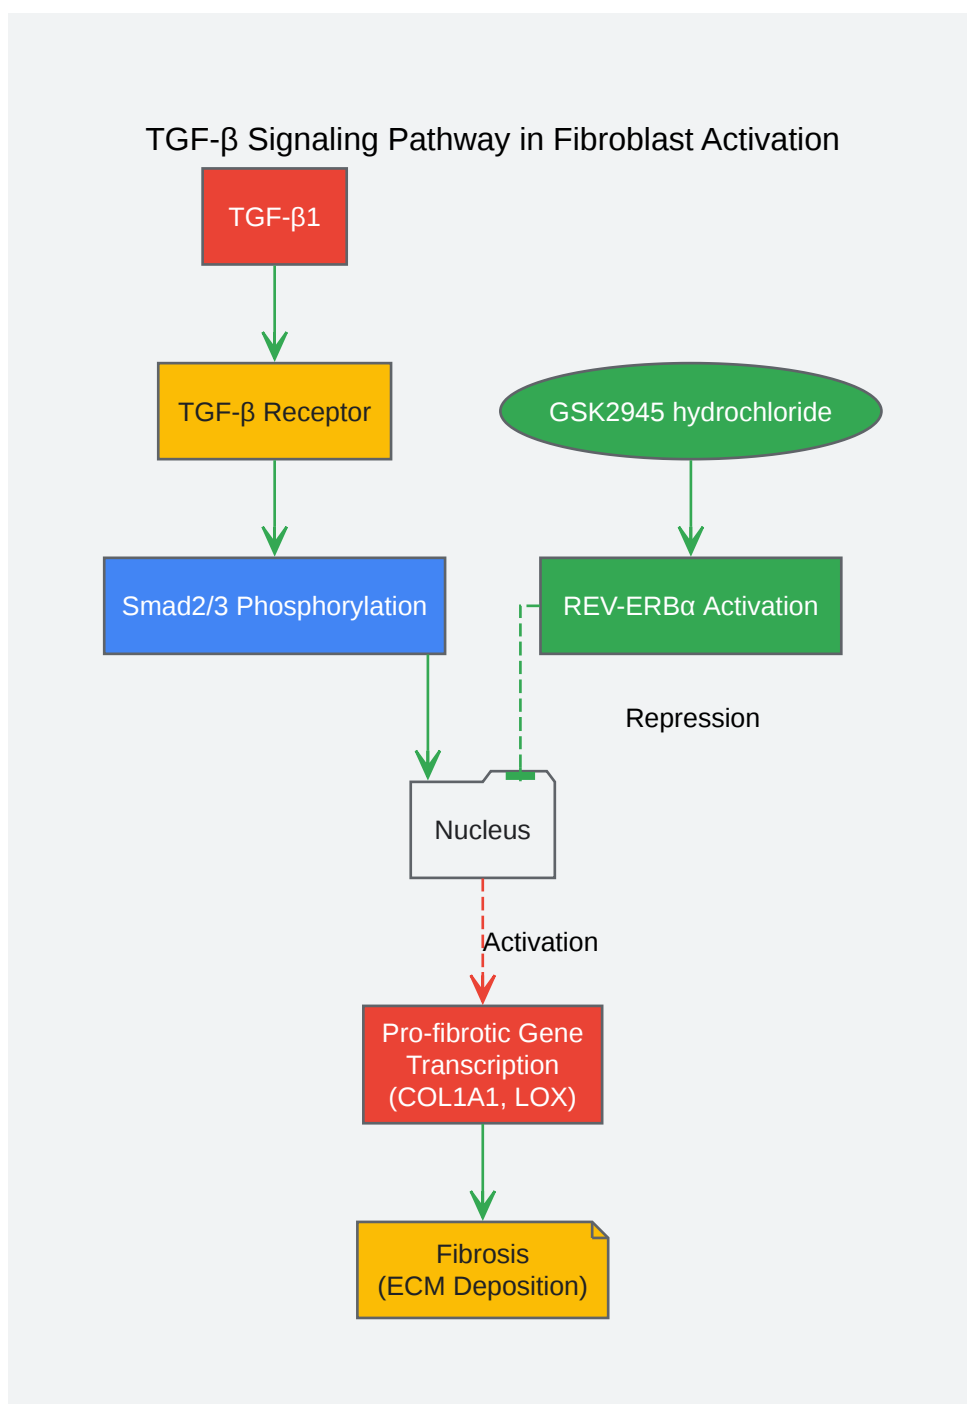 TGF-β Signaling Pathway in Fibroblast Activation
TGF-β1
TGF-β Receptor
GSK2945 hydrochloride
Smad2/3 Phosphorylation
REV-ERBα Activation
Repression
Nucleus
Activation
Pro-fibrotic Gene
Transcription
(COL1A1, LOX)
Fibrosis
(ECM Deposition)